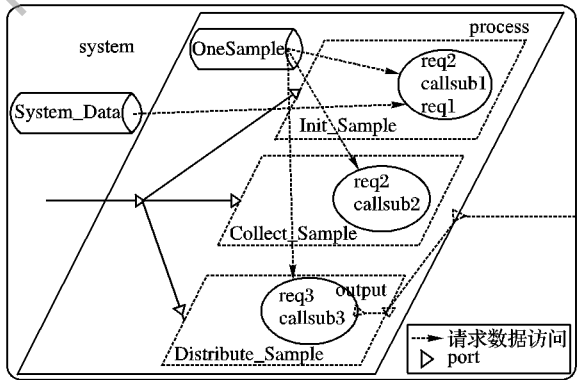 system
process
OneSample
System_Data
req2
callsub1
req1
Init_Sample
req2
callsub2
Collect_Sample
output
req3
callsub3
Distribute_Sample
请求数据访问
port